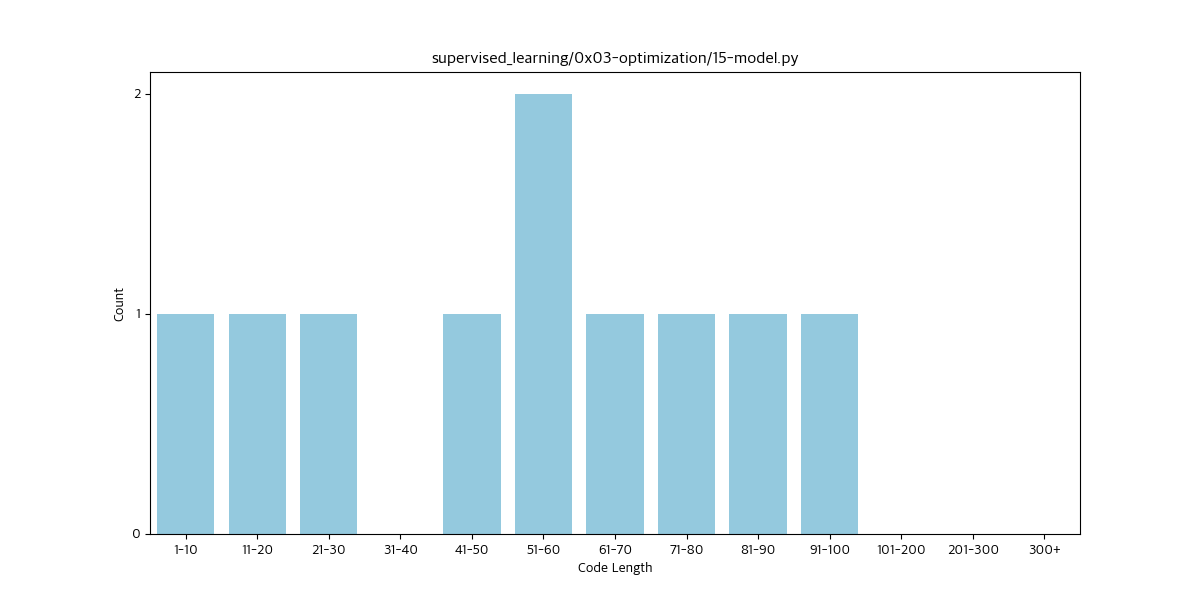 supervised_learning/0x03-optimization/15-model.py
2
1
0
Count
1-10 11-20 21-30 31-40 41-50 51-60 61-70 71-80 81-90 91-100 101-200 201-300 300+
Code Length